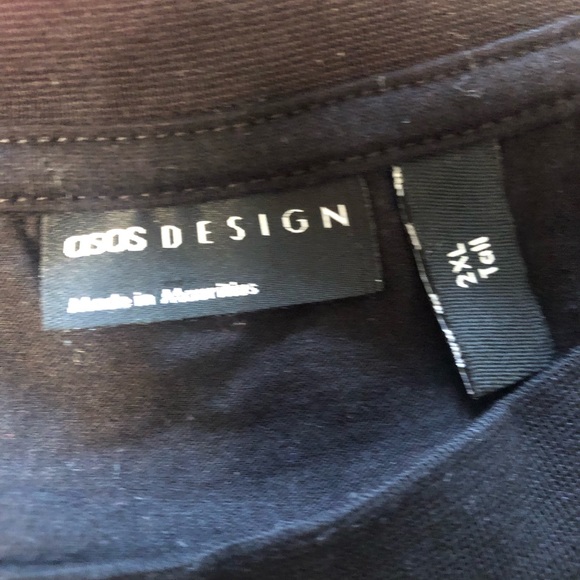 asos DESIGN
Made in Mauritius
2XL
Tall